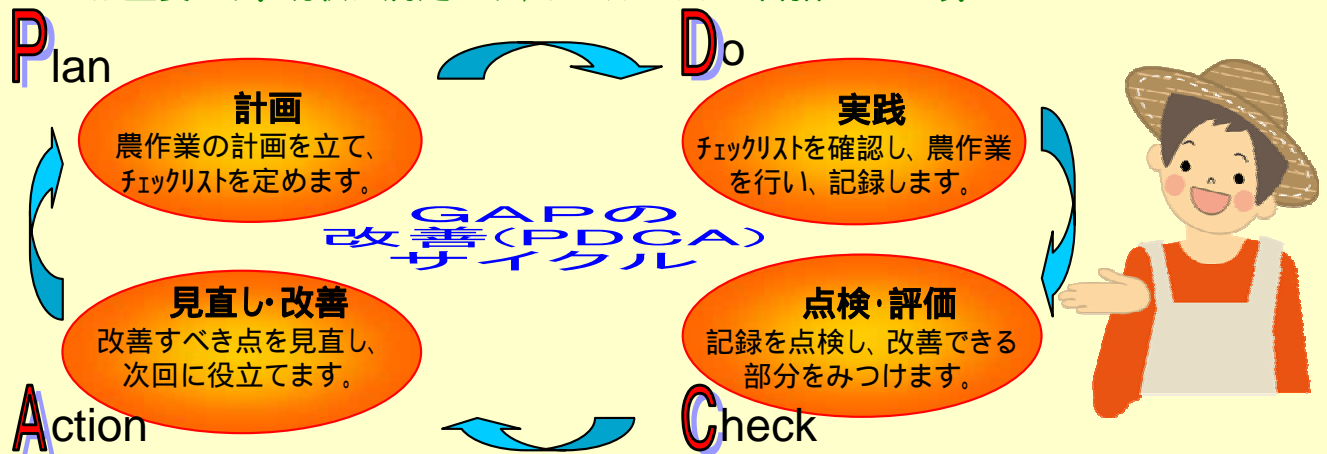 Plan
計画
農作業の計画を立て、
チェックリストを定めます。
Do
実践
チェックリストを確認し、農作業
を行い、記録します。
GAPの
改善(PDCA)
サイクル
見直し・改善
改善すべき点を見直し、
次回に役立てます。
Action
点検・評価
記録を点検し、改善できる
部分をみつけます。
Check